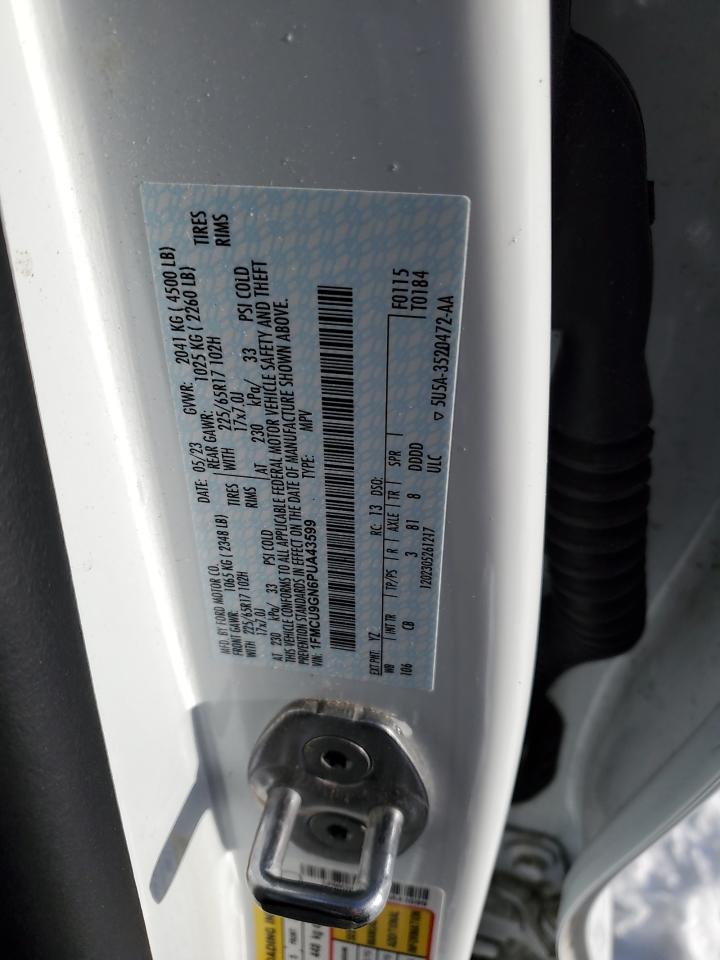 MFD. BY FORD MOTOR CO.
DATE: 05/23 GVWR: 2041 KG ( 4500 LB)
FRONT GAWR: 1065 KG ( 2348 LB) REAR GAWR: 1025 KG ( 2260 LB)
WITH 225/65R17 102H TIRES WITH 225/65R17 102H TIRES
17x7.0J RIMS 17x7.0J RIMS
AT 230 kPa/ 33 PSI COLD AT 230 kPa/ 33 PSI COLD
THIS VEHICLE CONFORMS TO ALL APPLICABLE FEDERAL MOTOR VEHICLE SAFETY AND THEFT
PREVENTION STANDARDS IN EFFECT ON THE DATE OF MANUFACTURE SHOWN ABOVE.
VIN: 1FMCU9GN6PUA43599 TYPE: MPV
EXT PNT: YZ RC: 13 DSO: F0115
WB INT TR TP/PS R AXLE TR SPR T0184
106 CB 3 81 8 DDDD
1202305261217 ULC ▽ 5U5A-3520472-AA